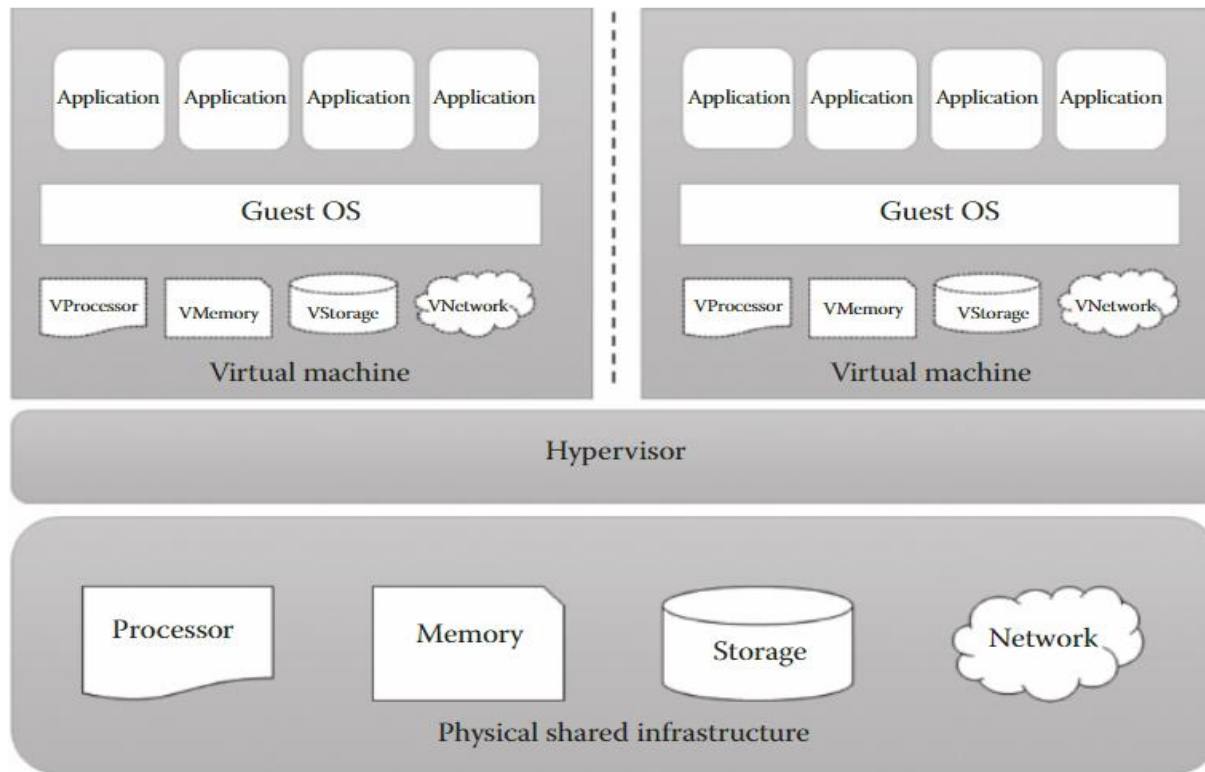 Application Application Application Application
Guest OS
VProcessor VMemory VStorage VNetwork
Virtual machine
Application Application Application Application
Guest OS
VProcessor VMemory VStorage VNetwork
Virtual machine
Hypervisor
Processor Memory Storage Network
Physical shared infrastructure